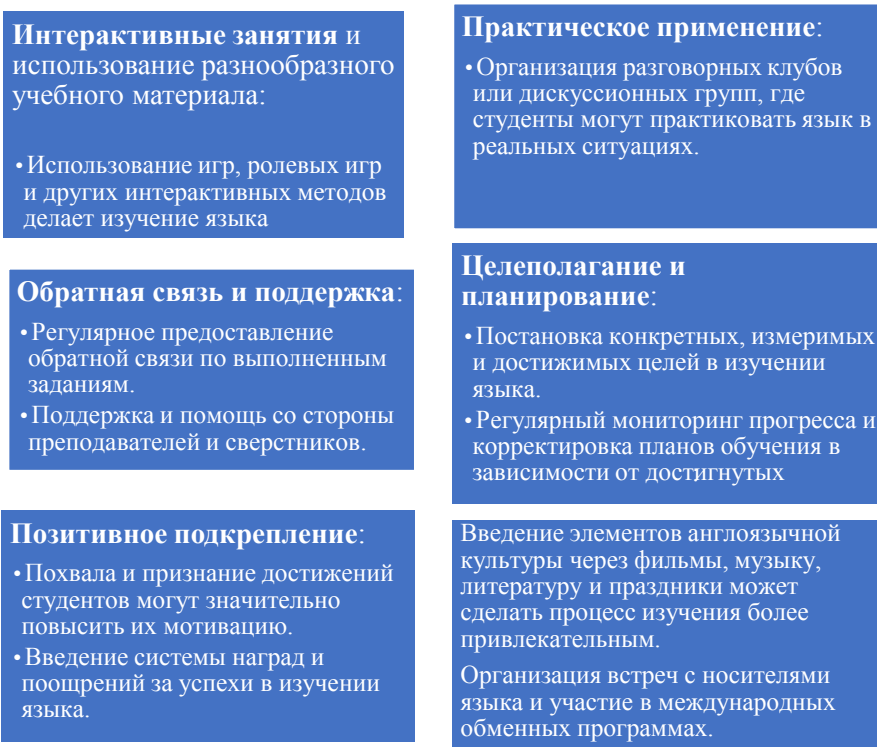 Интерактивные занятия и
использование разнообразного
учебного материала:
• Использование игр, ролевых игр
и других интерактивных методов
делает изучение языка
Практическое применение:
• Организация разговорных клубов
или дискуссионных групп, где
студенты могут практиковать язык в
реальных ситуациях.
Обратная связь и поддержка:
• Регулярное предоставление
обратной связи по выполненным
заданиям.
• Поддержка и помощь со стороны
преподавателей и сверстников.
Целеполагание и
планирование:
• Постановка конкретных, измеримых
и достижимых целей в изучении
языка.
• Регулярный мониторинг прогресса и
корректировка планов обучения в
зависимости от достигнутых
Позитивное подкрепление:
• Похвала и признание достижений
студентов могут значительно
повысить их мотивацию.
• Введение системы наград и
поощрений за успехи в изучении
языка.
Введение элементов англоязычной
культуры через фильмы, музыку,
литературу и праздники может
сделать процесс изучения более
привлекательным.
Организация встреч с носителями
языка и участие в международных
обменных программах.